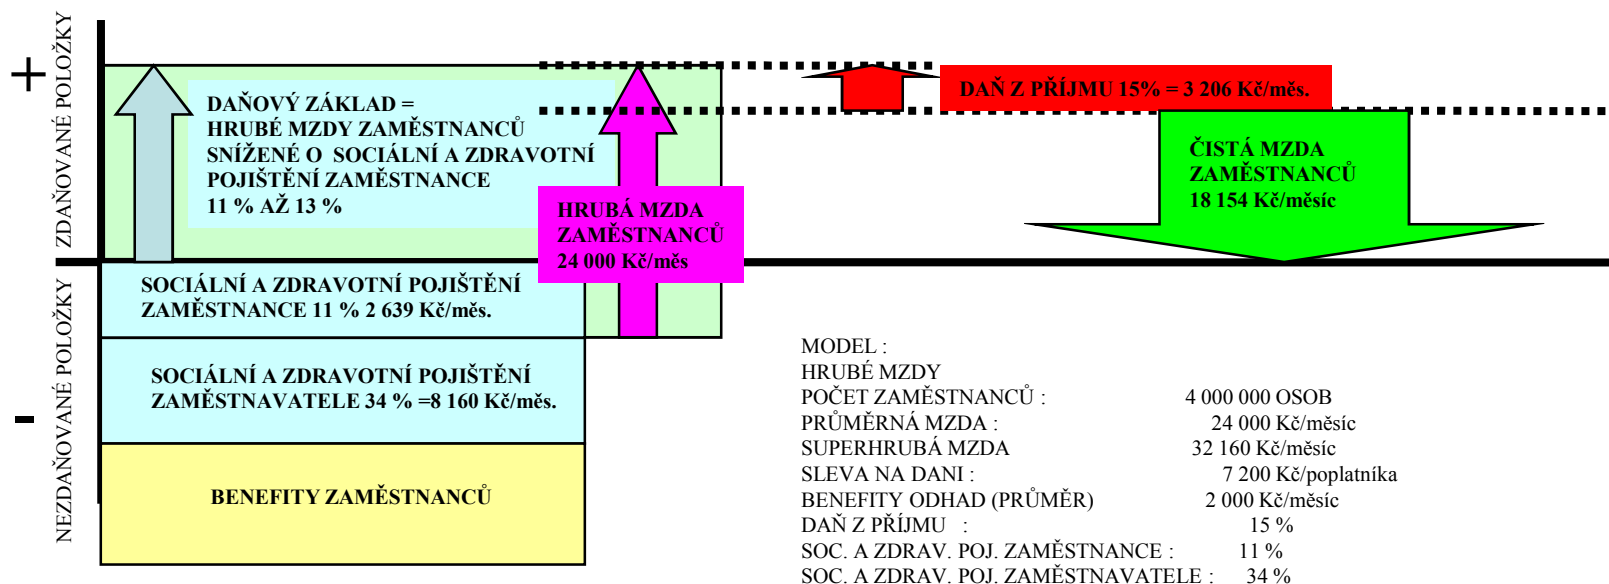 ZDAŇOVANÉ POLOŽKY
+
DAŇOVÝ ZÁKLAD =
HRUBÉ MZDY ZAMĚSTNANCŮ
SNÍŽENÉ O SOCIÁLNÍ A ZDRAVOTNÍ
POJIŠTĚNÍ ZAMĚSTNANCE
11 % AŽ 13 %
HRUBÁ MZDA
ZAMĚSTNANCŮ
24 000 Kč/měs
DAŇ Z PŘÍJMU 15% = 3 206 Kč/měs.
ČISTÁ MZDA
ZAMĚSTNANCŮ
18 154 Kč/měsíc
NEZDAŇOVANÉ POLOŽKY
-
SOCIÁLNÍ A ZDRAVOTNÍ POJIŠTĚNÍ
ZAMĚSTNANCE 11 % 2 639 Kč/měs.
SOCIÁLNÍ A ZDRAVOTNÍ POJIŠTĚNÍ
ZAMĚSTNAVATELE 34 % =8 160 Kč/měs.
BENEFITY ZAMĚSTNANCŮ
MODEL :
HRUBÉ MZDY
POČET ZAMĚSTNANCŮ : 4 000 000 OSOB
PRŮMĚRNÁ MZDA : 24 000 Kč/měsíc
SUPERHRUBÁ MZDA 32 160 Kč/měsíc
SLEVA NA DANI : 7 200 Kč/poplatníka
BENEFITY ODHAD (PRŮMĚR) 2 000 Kč/měsíc
DAŇ Z PŘÍJMU : 15 %
SOC. A ZDRAV. POJ. ZAMĚSTNANCE : 11 %
SOC. A ZDRAV. POJ. ZAMĚSTNAVATELE : 34 %